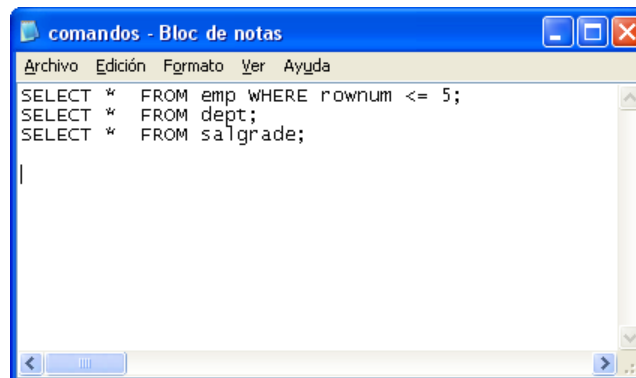 comandos - Bloc de notas
Archivo Edición Formato Ver Ayuda
SELECT *  FROM emp WHERE rownum <= 5;
SELECT *  FROM dept;
SELECT *  FROM salgrade;